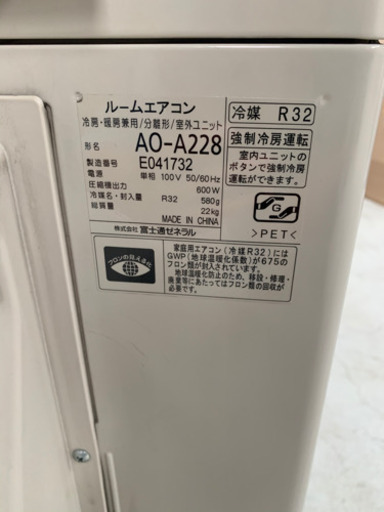 ルームエアコン
冷房・暖房兼用/分離形/室外ユニット
形名 AO-A228
製造番号 E041732
電源 単相 100V 50/60Hz
圧縮機出力 600W
冷媒名・封入量 R32 580g
総質量 22kg
MADE IN CHINA
株式会社 富士通ゼネラル
冷媒 R32
強制冷房運転
室内ユニットの
ボタンで強制冷房
運転ができます。
>PET<
フロンの見える化
家庭用エアコン(冷媒R32)には
GWP(地球温暖化係数)が675の
フロン類が封入されています。
地球温暖化防止のため、移設・修理・
廃棄等にあたってはフロン類の回収が
必要です。